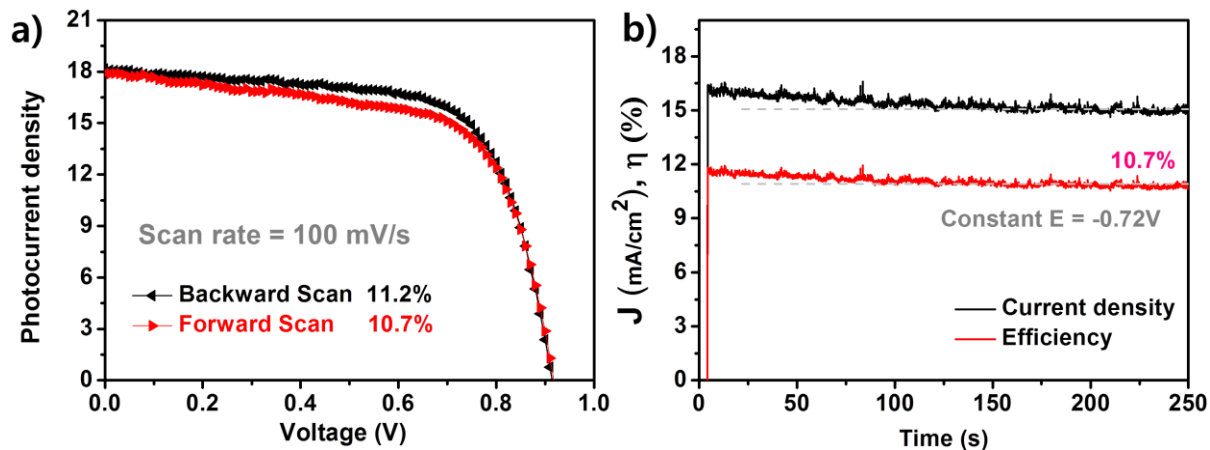 a)
Photocurrent density
21
18
15
12
9
6
3
0
Scan rate = 100 mV/s
Backward Scan 11.2%
Forward Scan 10.7%
0.0 0.2 0.4 0.6 0.8 1.0
Voltage (V)
b)
J (mA/cm²), η (%)
18
15
12
9
6
3
0
10.7%
Constant E = -0.72V
Current density
Efficiency
0 50 100 150 200 250
Time (s)